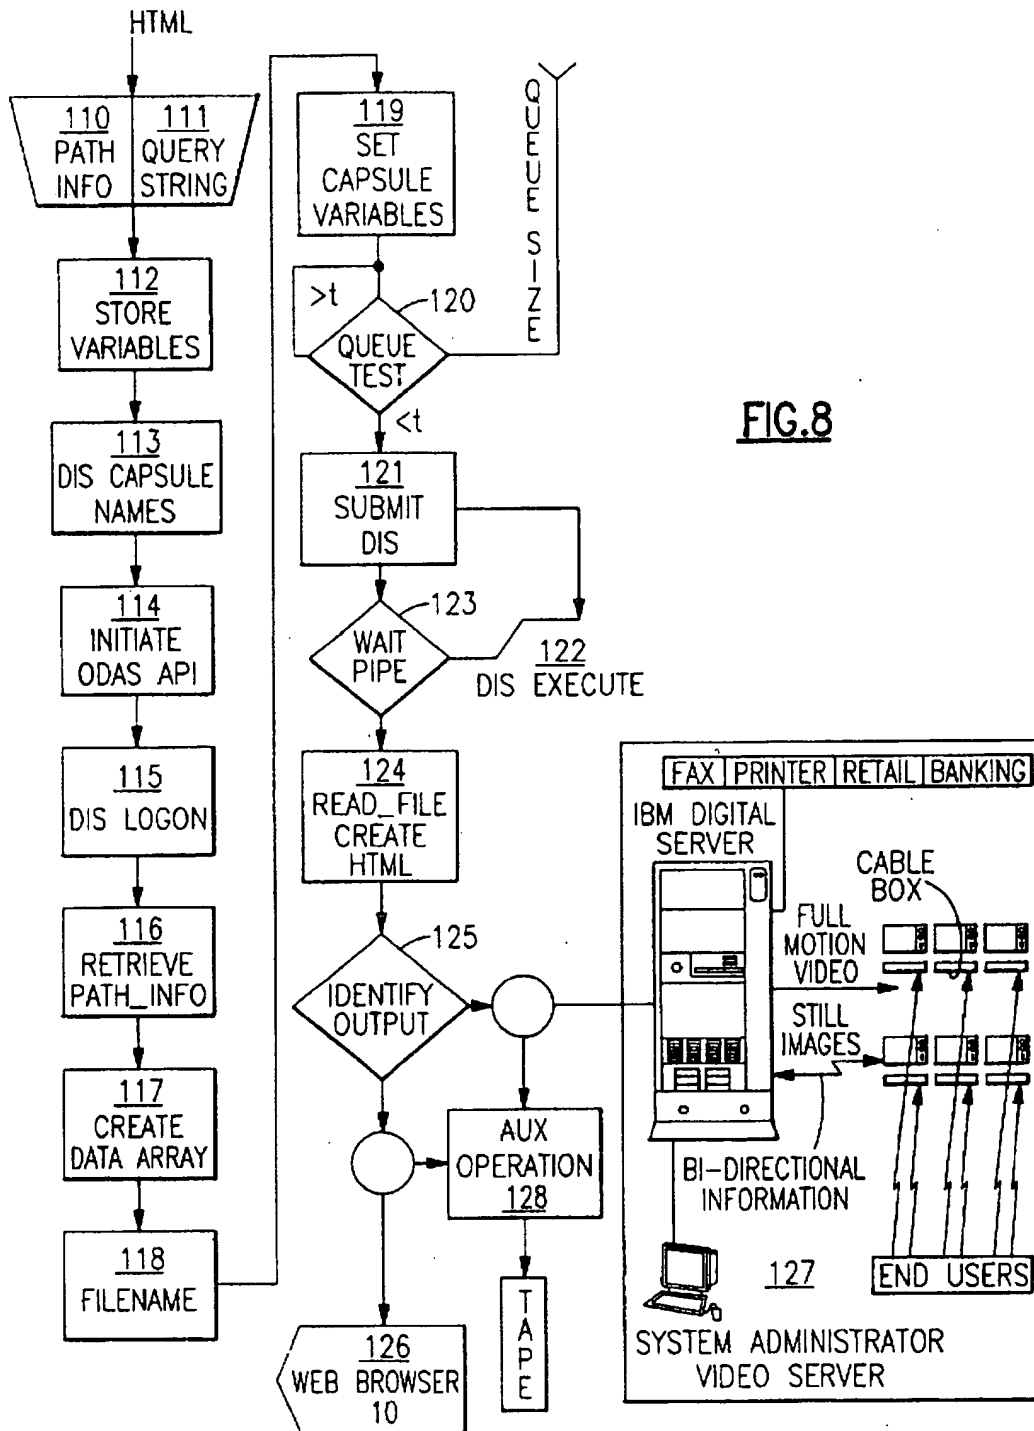 HTML
110
PATH
INFO
111
QUERY
STRING
112
STORE
VARIABLES
113
DIS CAPSULE
NAMES
114
INITIATE
ODAS API
115
DIS LOGON
116
RETRIEVE
PATH_INFO
117
CREATE
DATA ARRAY
118
FILENAME
119
SET
CAPSULE
VARIABLES
QUEUE SIZE
>t
120
QUEUE
TEST
<t
FIG.8
121
SUBMIT
DIS
123
WAIT
PIPE
122
DIS EXECUTE
124
READ_FILE
CREATE
HTML
125
IDENTIFY
OUTPUT
AUX
OPERATION
128
TAPE
126
WEB BROWSER
10
FAX PRINTER RETAIL BANKING
IBM DIGITAL
SERVER
CABLE
BOX
FULL
MOTION
VIDEO
STILL
IMAGES
BI-DIRECTIONAL
INFORMATION
127
END USERS
SYSTEM ADMINISTRATOR
VIDEO SERVER